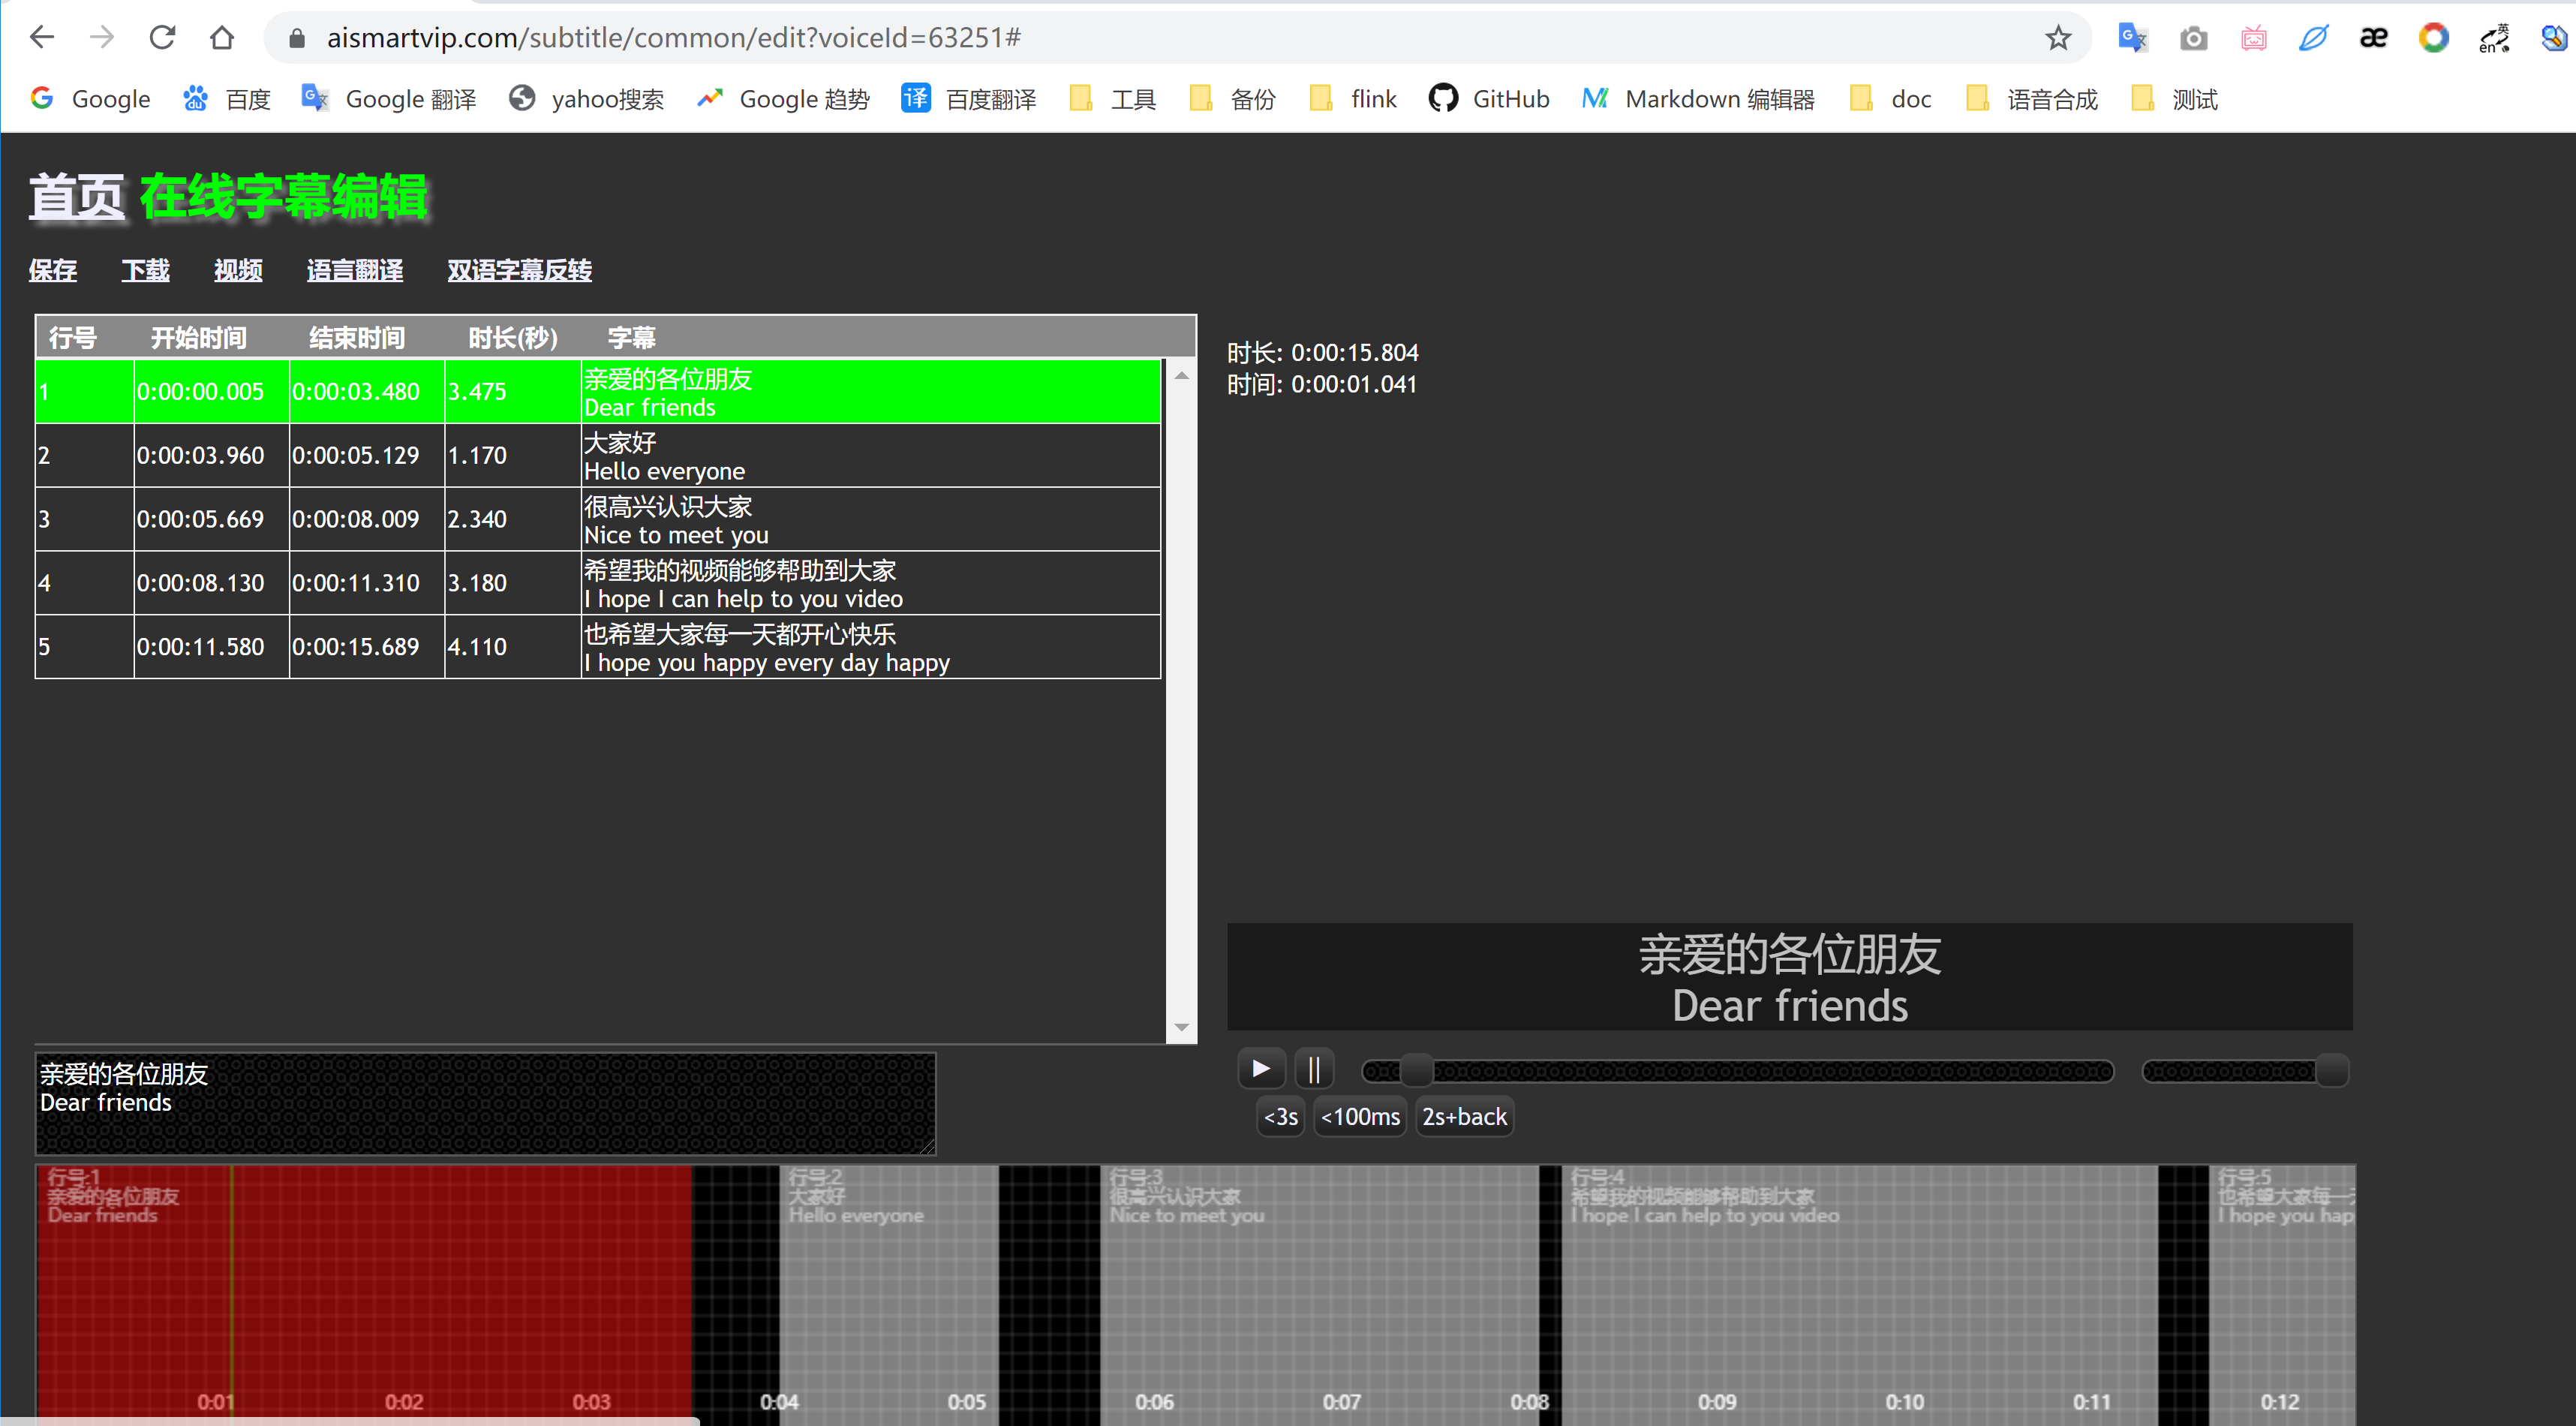 aismartvip.com/subtitle/common/edit?voiceId=63251#
Google 百度 Google 翻译 yahoo搜索 Google 趋势 译 百度翻译 工具 备份 flink GitHub Markdown 编辑器 doc 语音合成 测试
首页 在线字幕编辑
保存 下载 视频 语言翻译 双语字幕反转
行号 开始时间 结束时间 时长(秒) 字幕
1 0:00:00.005 0:00:03.480 3.475 亲爱的各位朋友
Dear friends
2 0:00:03.960 0:00:05.129 1.170 大家好
Hello everyone
3 0:00:05.669 0:00:08.009 2.340 很高兴认识大家
Nice to meet you
4 0:00:08.130 0:00:11.310 3.180 希望我的视频能够帮助到大家
I hope I can help to you video
5 0:00:11.580 0:00:15.689 4.110 也希望大家每一天都开心快乐
I hope you happy every day happy
时长: 0:00:15.804
时间: 0:00:01.041
亲爱的各位朋友
Dear friends
<3s <100ms 2s+back
亲爱的各位朋友
Dear friends
行号:1
亲爱的各位朋友
Dear friends
行号:2
大家好
Hello everyone
行号:3
很高兴认识大家
Nice to meet you
行号:4
希望我的视频能够帮助到大家
I hope I can help to you video
行号:5
也希望大家每一
I hope you hap
0:01 0:02 0:03 0:04 0:05 0:06 0:07 0:08 0:09 0:10 0:11 0:12